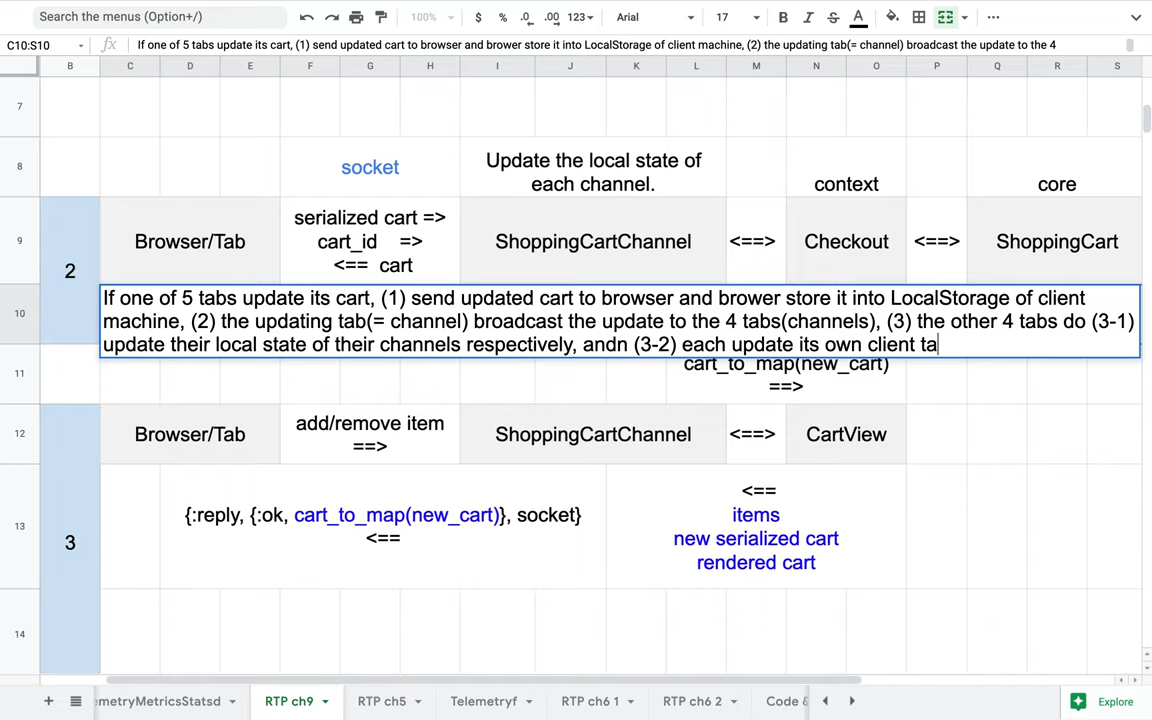 Search the menus (Option+/)
100%
$ % .0 .00 123
Arial
17
B I S A
C10:S10
fx
If one of 5 tabs update its cart, (1) send updated cart to browser and brower store it into LocalStorage of client machine, (2) the updating tab(= channel) broadcast the update to the 4
B C D E F G H I J K L M N O P Q R S
7
8
socket
Update the local state of
each channel.
context
core
9
2
Browser/Tab
serialized cart =>
cart_id =>
<== cart
ShoppingCartChannel
<==>
Checkout
<==>
ShoppingCart
10
If one of 5 tabs update its cart, (1) send updated cart to browser and brower store it into LocalStorage of client
machine, (2) the updating tab(= channel) broadcast the update to the 4 tabs(channels), (3) the other 4 tabs do (3-1)
update their local state of their channels respectively, andn (3-2) each update its own client ta
11
cart_to_map(new_cart)
==>
12
Browser/Tab
add/remove item
==>
ShoppingCartChannel
<==>
CartView
13
3
{:reply, {:ok, cart_to_map(new_cart)}, socket}
<==
<==
items
new serialized cart
rendered cart
14
emetryMetricsStatsd
RTP ch9
RTP ch5
Telemetryf
RTP ch6 1
RTP ch6 2
Code &
Explore